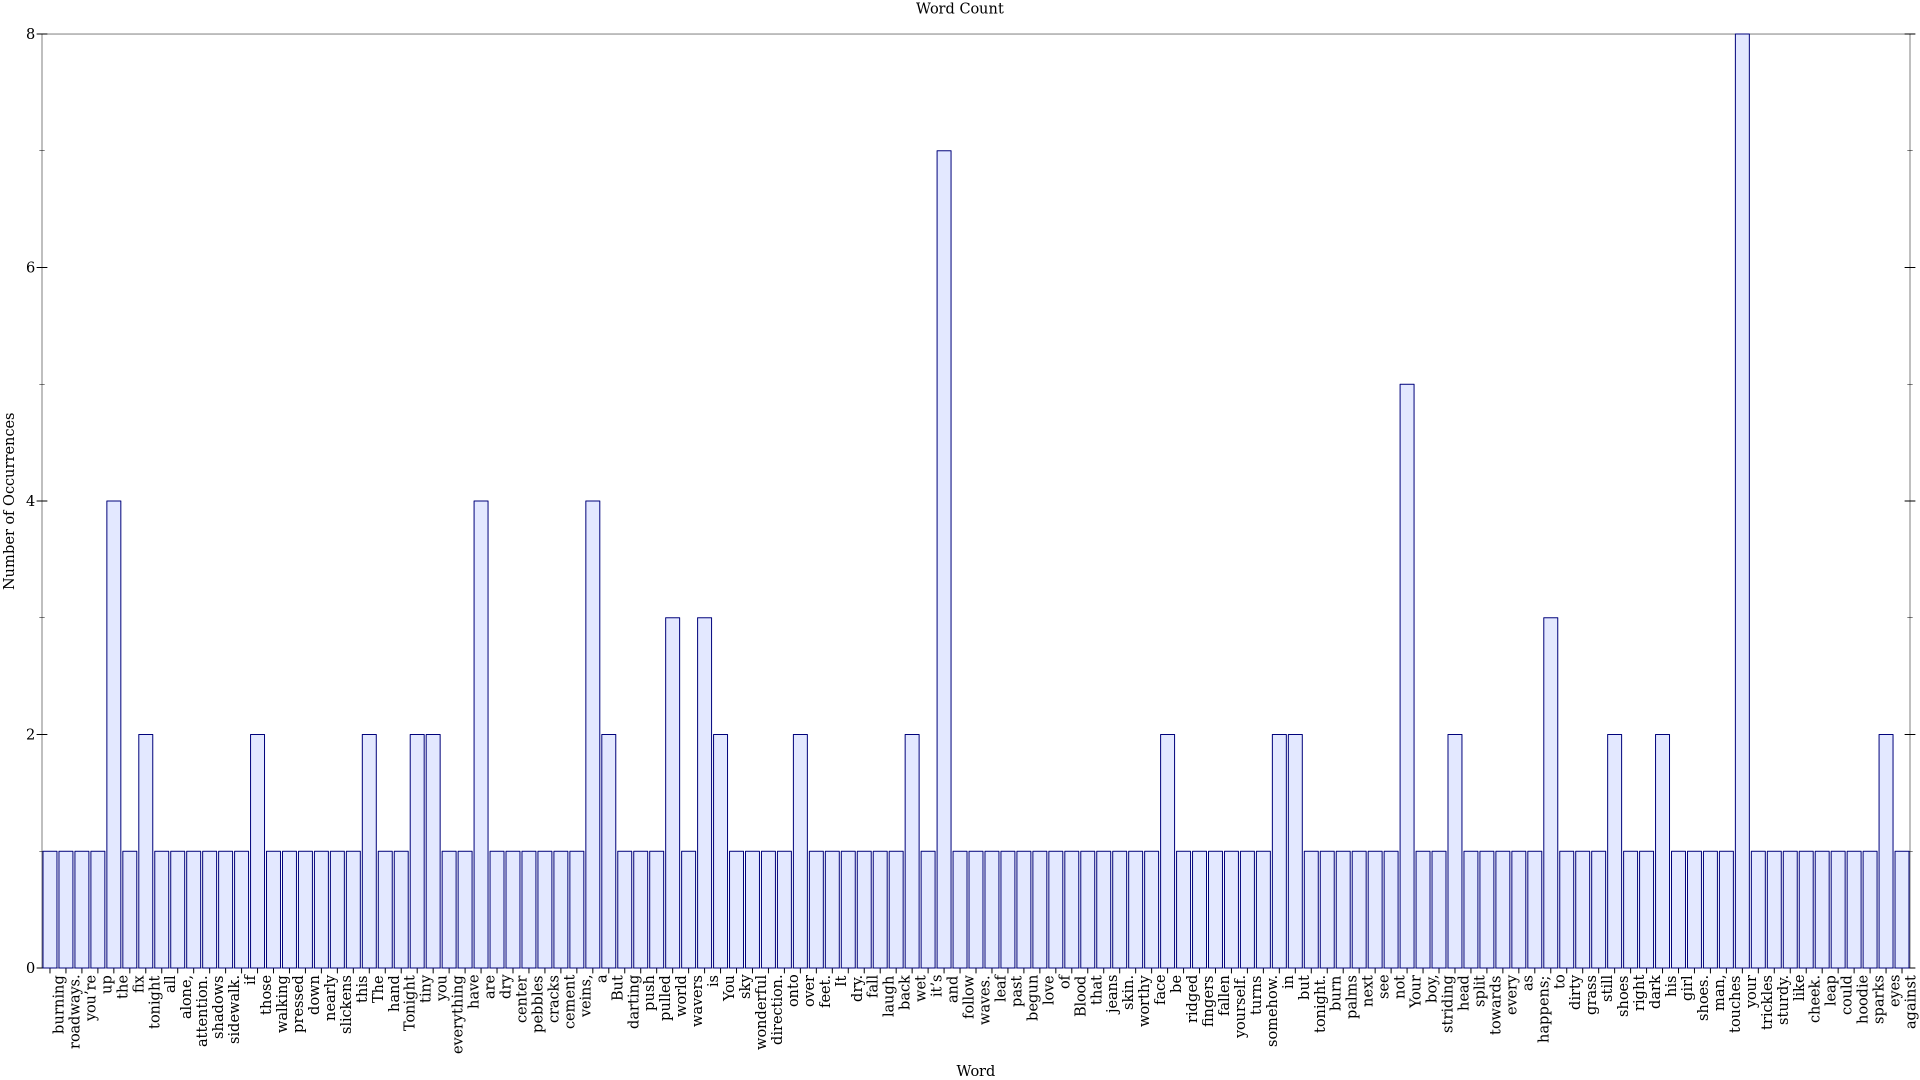 Word Count
8
6
4
2
0
Number of Occurrences
burning
roadways.
you're
up
the
fix
tonight
all
alone,
attention.
shadows
sidewalk.
if
those
walking
pressed
down
nearly
slickens
this
The
hand
Tonight
tiny
you
everything
have
are
dry
center
pebbles
cracks
cement
veins,
a
But
darting
push
pulled
world
wavers
is
You
sky
wonderful
direction.
onto
over
feet.
It
dry.
fall
laugh
back
wet
it's
and
follow
waves.
leaf
past
begun
love
of
Blood
that
jeans
skin.
worthy
face
be
ridged
fingers
fallen
yourself.
turns
somehow.
in
but
tonight.
burn
palms
next
see
not
Your
boy,
striding
head
split
towards
every
as
happens;
to
dirty
grass
still
shoes
right
dark
his
girl
shoes.
man,
touches
your
trickles
sturdy.
like
cheek.
leap
could
hoodie
sparks
eyes
against
Word